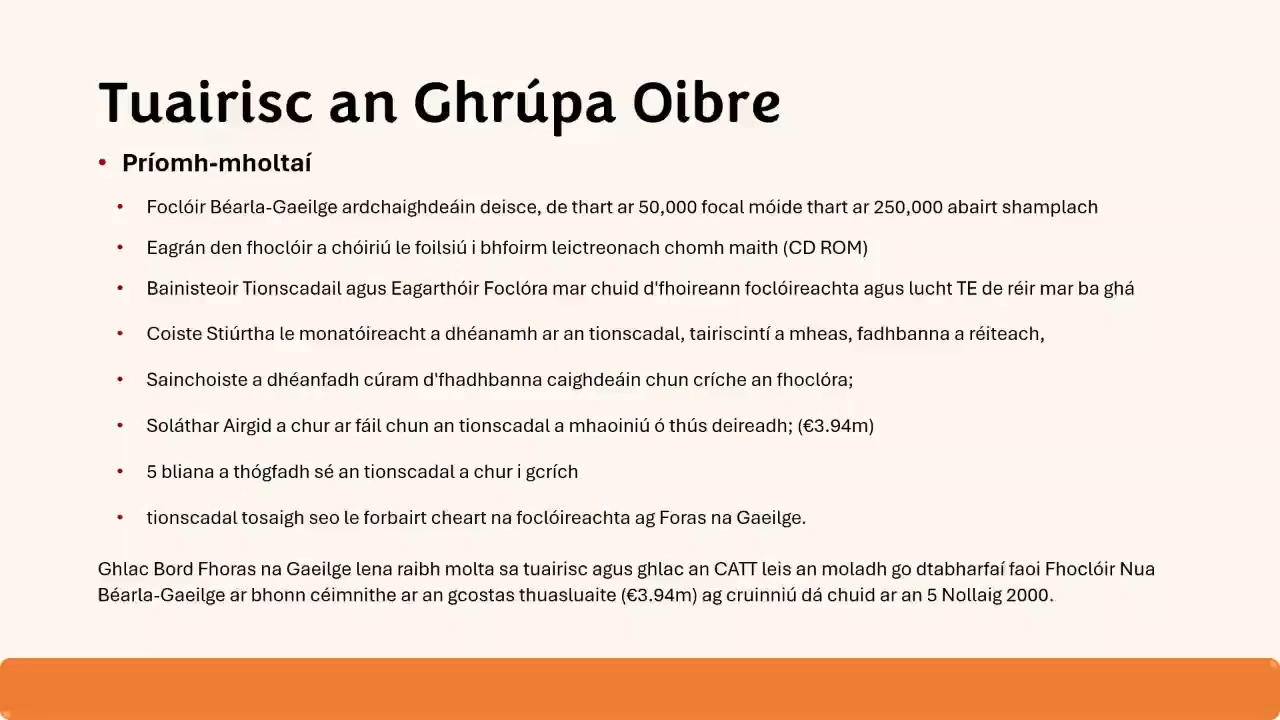 Tuairisc an Ghrúpa Oibre
• Príomh-mholtaí
• Foclóir Béarla-Gaeilge ardchaighdeáin deisce, de thart ar 50,000 focal móide thart ar 250,000 abairt shamplach
• Eagrán den fhoclóir a chóiriú le foilsiú i bhfoirm leictreonach chomh maith (CD ROM)
• Bainisteoir Tionscadail agus Eagarthóir Foclóra mar chuid d'fhoireann foclóireachta agus lucht TE de réir mar ba ghá
• Coiste Stiúrtha le monatóireacht a dhéanamh ar an tionscadal, tairiscintí a mheas, fadhbanna a réiteach,
• Sainchoiste a dhéanfadh cúram d'fhadhbanna caighdeáin chun críche an fhoclóra;
• Soláthar Airgid a chur ar fáil chun an tionscadal a mhaoiniú ó thús deireadh; (€3.94m)
• 5 bliana a thógfadh sé an tionscadal a chur i gcrích
• tionscadal tosaigh seo le forbairt cheart na foclóireachta ag Foras na Gaeilge.
Ghlac Bord Fhoras na Gaeilge lena raibh molta sa tuairisc agus ghlac an CATT leis an moladh go dtabharfaí faoi Fhoclóir Nua
Béarla-Gaeilge ar bhonn céimnithe ar an gcostas thuasluaite (€3.94m) ag cruinniú dá chuid ar an 5 Nollaig 2000.